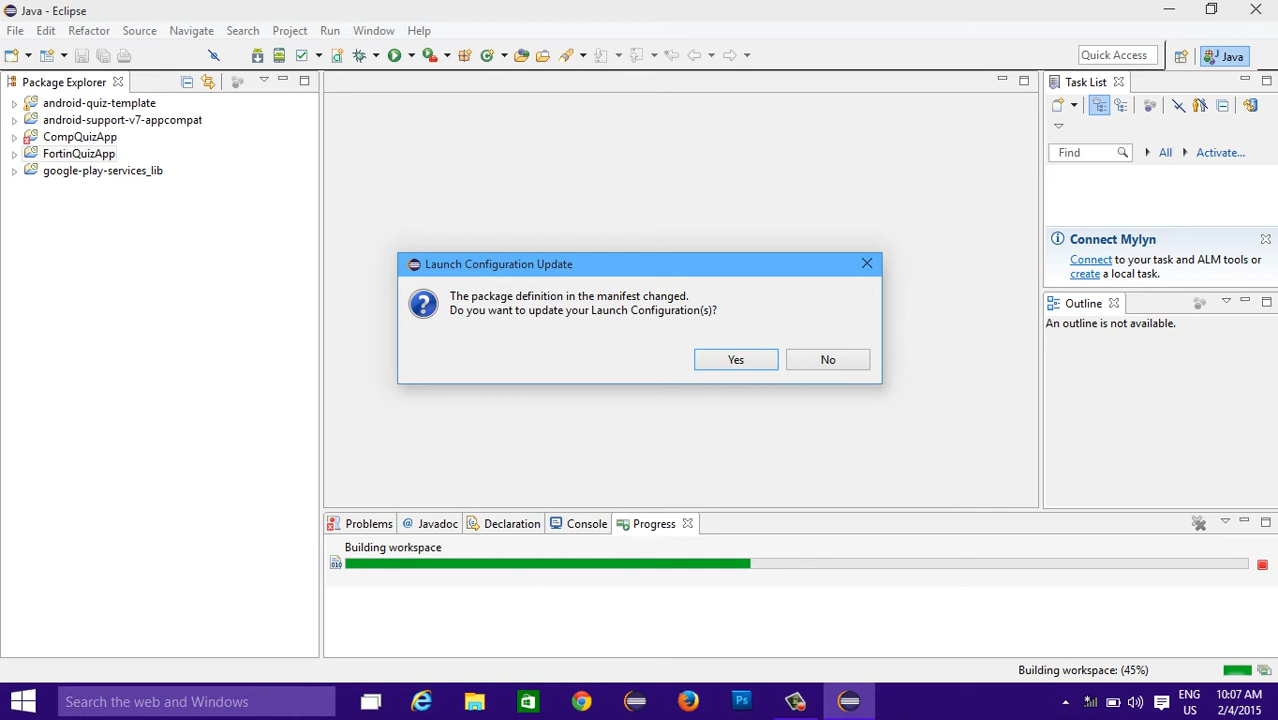 Java - Eclipse
File Edit Refactor Source Navigate Search Project Run Window Help
Quick Access
Java
Package Explorer
android-quiz-template
android-support-v7-appcompat
CompQuizApp
FortinQuizApp
google-play-services_lib
Task List
Find All Activate...
Connect Mylyn
Connect to your task and ALM tools or
create a local task.
Outline
An outline is not available.
Launch Configuration Update
The package definition in the manifest changed.
Do you want to update your Launch Configuration(s)?
Yes No
Problems @ Javadoc Declaration Console Progress
Building workspace
010
Building workspace: (45%)
Search the web and Windows
Ps
ENG
US
10:07 AM
2/4/2015